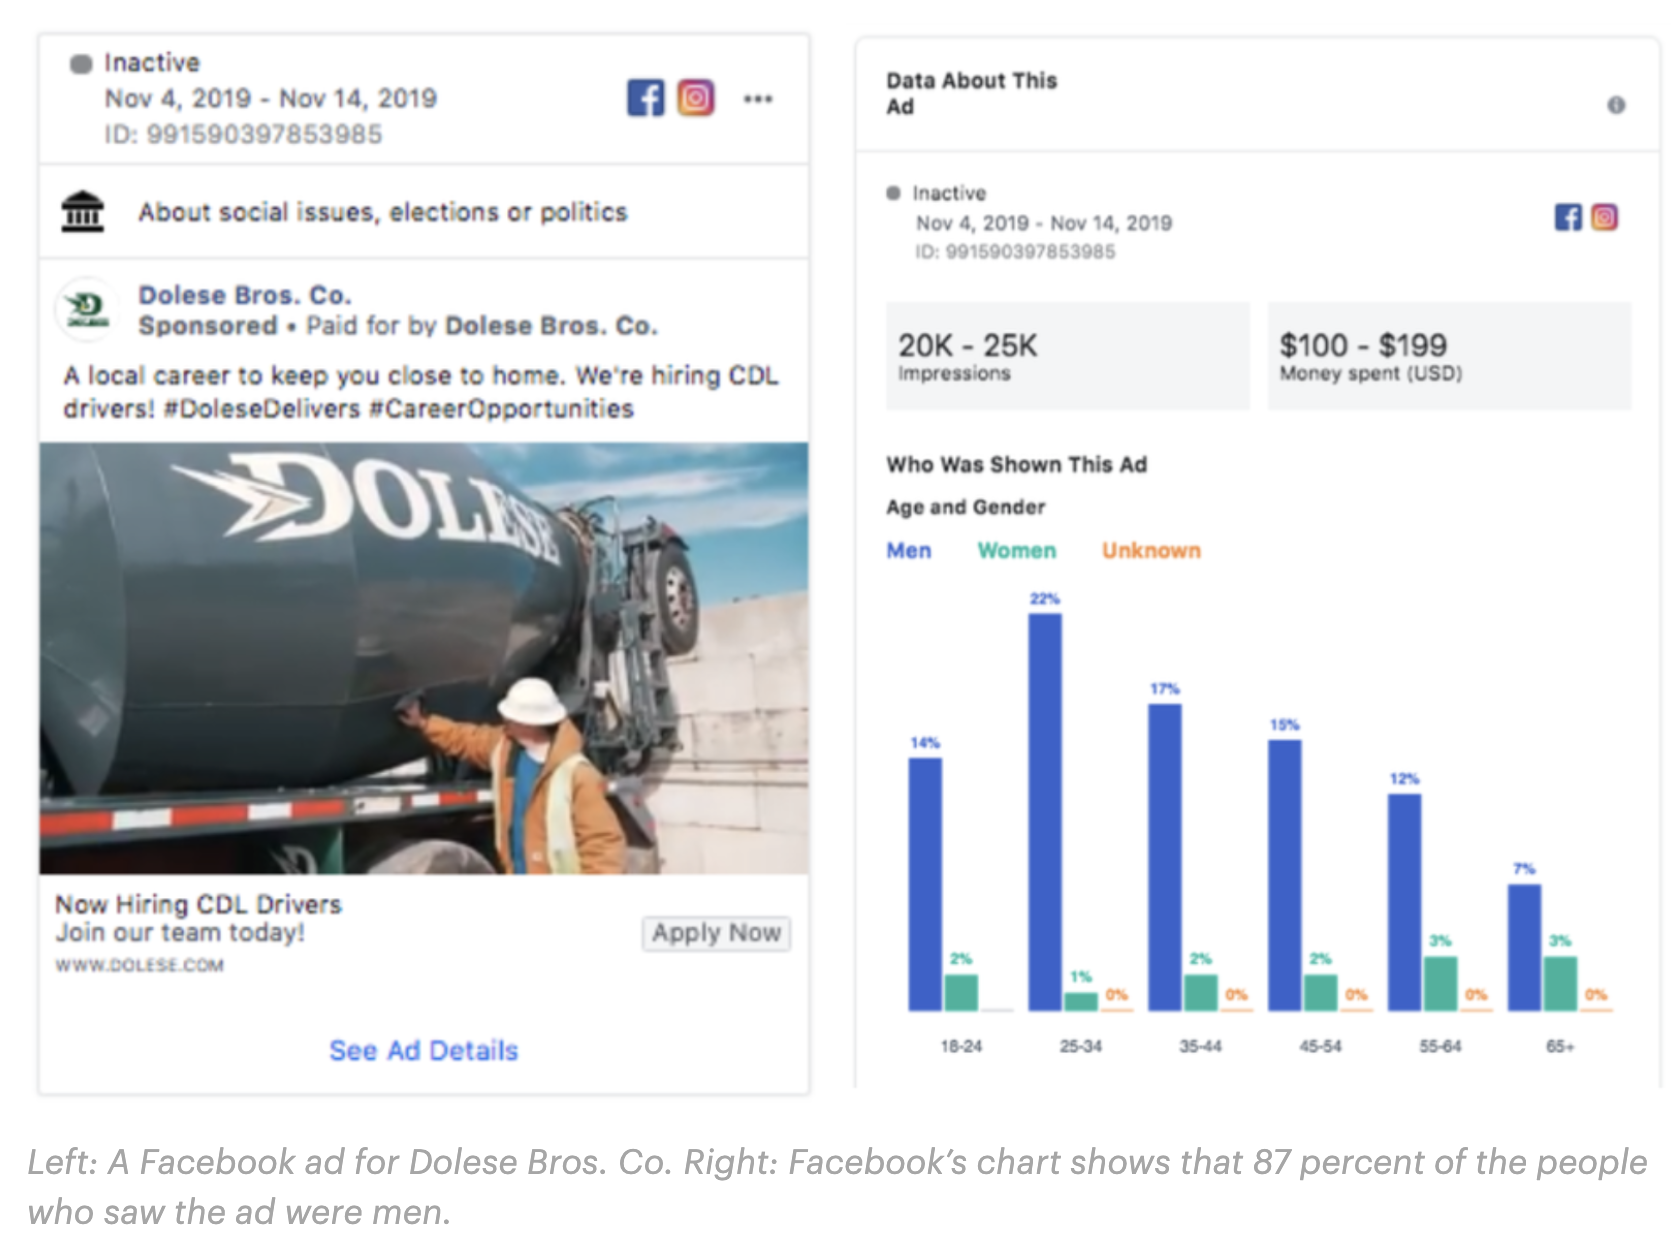 Inactive
Nov 4, 2019 - Nov 14, 2019
ID: 991590397853985
About social issues, elections or politics
Dolese Bros. Co.
Sponsored • Paid for by Dolese Bros. Co.
A local career to keep you close to home. We're hiring CDL
drivers! #DoleseDelivers #CareerOpportunities
DOLESE
Now Hiring CDL Drivers
Join our team today!
WWW.DOLESE.COM
Apply Now
See Ad Details
Data About This
Ad
Inactive
Nov 4, 2019 - Nov 14, 2019
ID: 991590397853985
20K - 25K
Impressions
$100 - $199
Money spent (USD)
Who Was Shown This Ad
Age and Gender
Men Women Unknown
14% 2%
22% 1% 0%
17% 2% 0%
15% 2% 0%
12% 3% 0%
7% 3% 0%
18-24 25-34 35-44 45-54 55-64 65+
Left: A Facebook ad for Dolese Bros. Co. Right: Facebook’s chart shows that 87 percent of the people
who saw the ad were men.